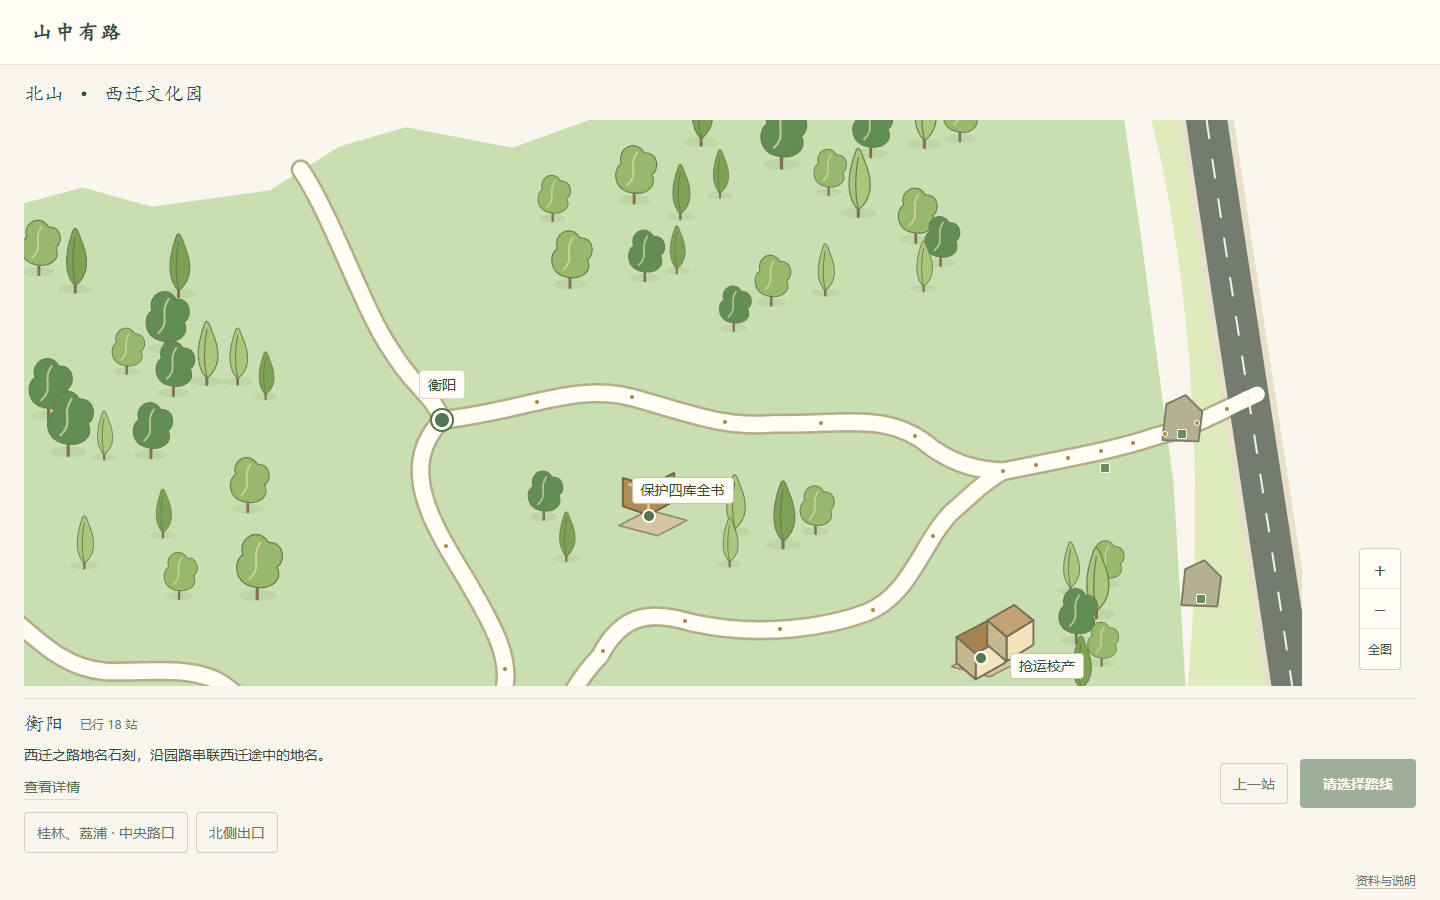 山中有路
北山 • 西迁文化园
衡阳
保护四库全书
抢运校产
+
−
全图
衡阳 已行 18 站
西迁之路地名石刻，沿园路串联西迁途中的地名。
查看详情
上一站
请选择路线
桂林、荔浦 · 中央路口
北侧出口
资料与说明